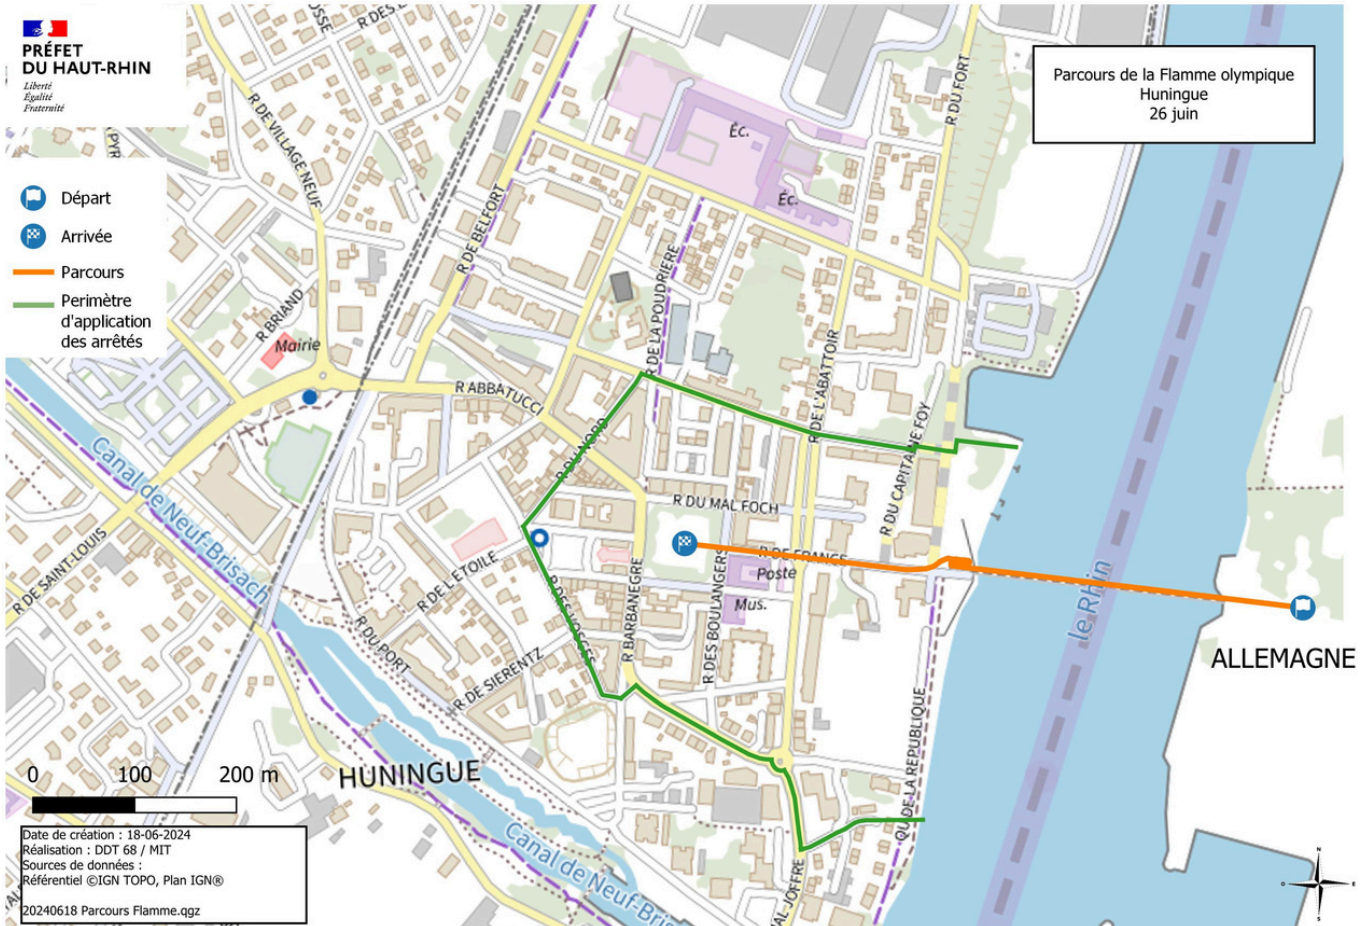 PRÉFET
DU HAUT-RHIN
Liberté
Égalité
Fraternité
Parcours de la Flamme olympique
Huningue
26 juin
Départ
Arrivée
Parcours
Perimètre
d'application
des arrêtés
R DE VILLAGE NEUF
R DE BELFORT
R DU FORT
Éc.
Éc.
R BRIAND
Mairie
R DE LA POUDRIERE
R DE L'ABATTOIR
R ABBATUCCI
R DU NORD
R DU CAPITAINE FOY
R DU MAL FOCH
Canal de Neuf-Brisach
R DE SAINT-LOUIS
R DE L'ETOILE
R DES VOSGES
R BARBANEGRE
R DES BOULANGERS
R DE FRANCE
Poste
Mus.
le Rhin
ALLEMAGNE
R DU PORT
R DE SIERENTZ
QU DE LA REPUBLIQUE
HUNINGUE
Canal de Neuf-Bris
AL JOFFRE
0 100 200 m
Date de création : 18-06-2024
Réalisation : DDT 68 / MIT
Sources de données :
Référentiel ©IGN TOPO, Plan IGN®
20240618 Parcours Flamme.qgz
N
O E
S